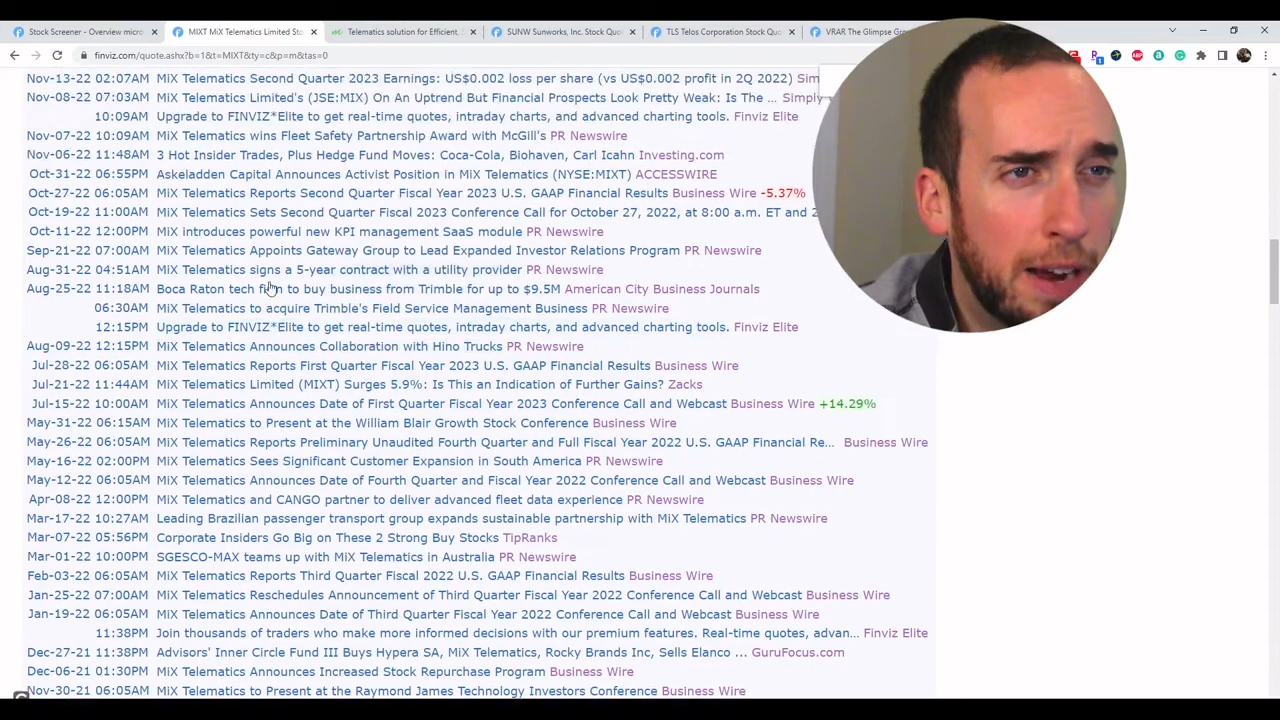 Stock Screener - Overview micro
MIXT MiX Telematics Limited Sto
Telematics solution for Efficient,
SUNW Sunworks, Inc. Stock Quot
TLS Telos Corporation Stock Quo
VRAR The Glimpse Gro
finviz.com/quote.ashx?b=1&t=MIXT&ty=c&p=m&tas=0
Nov-13-22 02:07AM MiX Telematics Second Quarter 2023 Earnings: US$0.002 loss per share (vs US$0.002 profit in 2Q 2022) Sim
Nov-08-22 07:03AM MiX Telematics Limited's (JSE:MIX) On An Uptrend But Financial Prospects Look Pretty Weak: Is The ... Simply
10:09AM Upgrade to FINVIZ*Elite to get real-time quotes, intraday charts, and advanced charting tools. Finviz Elite
Nov-07-22 10:09AM MiX Telematics wins Fleet Safety Partnership Award with McGill's PR Newswire
Nov-06-22 11:48AM 3 Hot Insider Trades, Plus Hedge Fund Moves: Coca-Cola, Biohaven, Carl Icahn Investing.com
Oct-31-22 06:55PM Askeladden Capital Announces Activist Position in MiX Telematics (NYSE:MIXT) ACCESSWIRE
Oct-27-22 06:05AM MiX Telematics Reports Second Quarter Fiscal Year 2023 U.S. GAAP Financial Results Business Wire -5.37%
Oct-19-22 11:00AM MiX Telematics Sets Second Quarter Fiscal 2023 Conference Call for October 27, 2022, at 8:00 a.m. ET and 2
Oct-11-22 12:00PM MiX introduces powerful new KPI management SaaS module PR Newswire
Sep-21-22 07:00AM MiX Telematics Appoints Gateway Group to Lead Expanded Investor Relations Program PR Newswire
Aug-31-22 04:51AM MiX Telematics signs a 5-year contract with a utility provider PR Newswire
Aug-25-22 11:18AM Boca Raton tech firm to buy business from Trimble for up to $9.5M American City Business Journals
06:30AM MiX Telematics to acquire Trimble's Field Service Management Business PR Newswire
12:15PM Upgrade to FINVIZ*Elite to get real-time quotes, intraday charts, and advanced charting tools. Finviz Elite
Aug-09-22 12:15PM MiX Telematics Announces Collaboration with Hino Trucks PR Newswire
Jul-28-22 06:05AM MiX Telematics Reports First Quarter Fiscal Year 2023 U.S. GAAP Financial Results Business Wire
Jul-21-22 11:44AM MiX Telematics Limited (MIXT) Surges 5.9%: Is This an Indication of Further Gains? Zacks
Jul-15-22 10:00AM MiX Telematics Announces Date of First Quarter Fiscal Year 2023 Conference Call and Webcast Business Wire +14.29%
May-31-22 06:15AM MiX Telematics to Present at the William Blair Growth Stock Conference Business Wire
May-26-22 06:05AM MiX Telematics Reports Preliminary Unaudited Fourth Quarter and Full Fiscal Year 2022 U.S. GAAP Financial Re... Business Wire
May-16-22 02:00PM MiX Telematics Sees Significant Customer Expansion in South America PR Newswire
May-12-22 06:05AM MiX Telematics Announces Date of Fourth Quarter and Fiscal Year 2022 Conference Call and Webcast Business Wire
Apr-08-22 12:00PM MiX Telematics and CANGO partner to deliver advanced fleet data experience PR Newswire
Mar-17-22 10:27AM Leading Brazilian passenger transport group expands sustainable partnership with MiX Telematics PR Newswire
Mar-07-22 05:56PM Corporate Insiders Go Big on These 2 Strong Buy Stocks TipRanks
Mar-01-22 10:00PM SGESCO-MAX teams up with MiX Telematics in Australia PR Newswire
Feb-03-22 06:05AM MiX Telematics Reports Third Quarter Fiscal 2022 U.S. GAAP Financial Results Business Wire
Jan-25-22 07:00AM MiX Telematics Reschedules Announcement of Third Quarter Fiscal Year 2022 Conference Call and Webcast Business Wire
Jan-19-22 06:05AM MiX Telematics Announces Date of Third Quarter Fiscal Year 2022 Conference Call and Webcast Business Wire
11:38PM Join thousands of traders who make more informed decisions with our premium features. Real-time quotes, advan... Finviz Elite
Dec-27-21 11:38PM Advisors' Inner Circle Fund III Buys Hypera SA, MiX Telematics, Rocky Brands Inc, Sells Elanco ... GuruFocus.com
Dec-06-21 01:30PM MiX Telematics Announces Increased Stock Repurchase Program Business Wire
Nov-30-21 06:05AM MiX Telematics to Present at the Raymond James Technology Investors Conference Business Wire